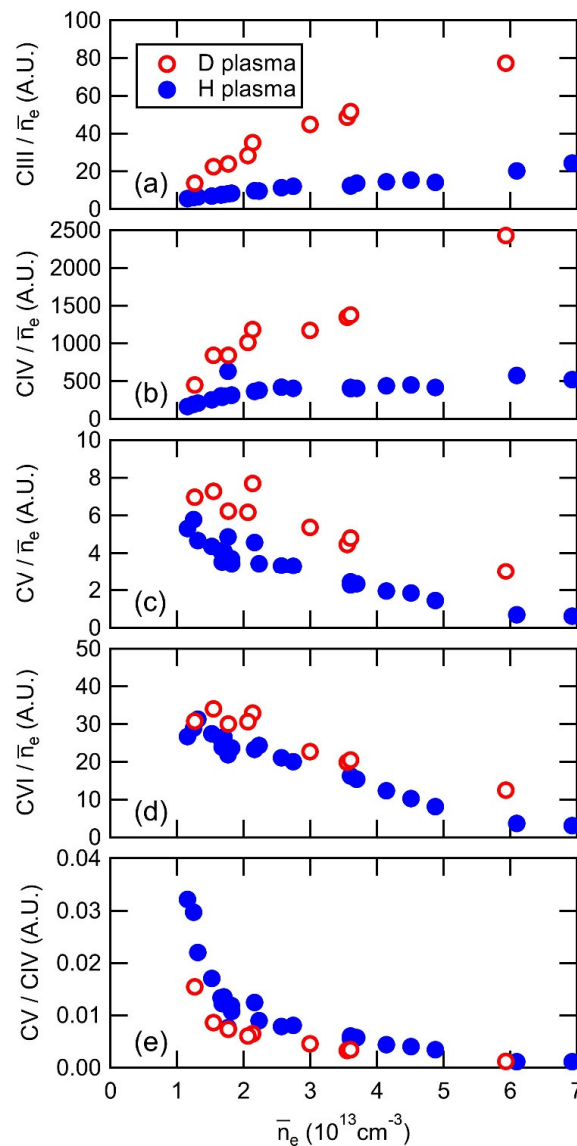 100
80
60
40
20
0
CIII / n̅e (A.U.)
D plasma
H plasma
(a)
2500
2000
1500
1000
500
0
CIV / n̅e (A.U.)
(b)
10
8
6
4
2
0
CV / n̅e (A.U.)
(c)
50
40
30
20
10
0
CVI / n̅e (A.U.)
(d)
0.04
0.03
0.02
0.01
0.00
CV / CIV (A.U.)
(e)
0 1 2 3 4 5 6 7
n̅e (10¹³cm⁻³)